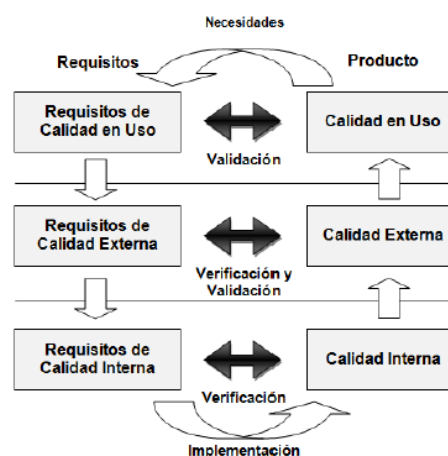 Necesidades
Requisitos
Producto
Requisitos de
Calidad en Uso
Calidad en Uso
Validación
Requisitos de
Calidad Externa
Calidad Externa
Verificación y
Validación
Requisitos de
Calidad Interna
Calidad Interna
Verificación
Implementación